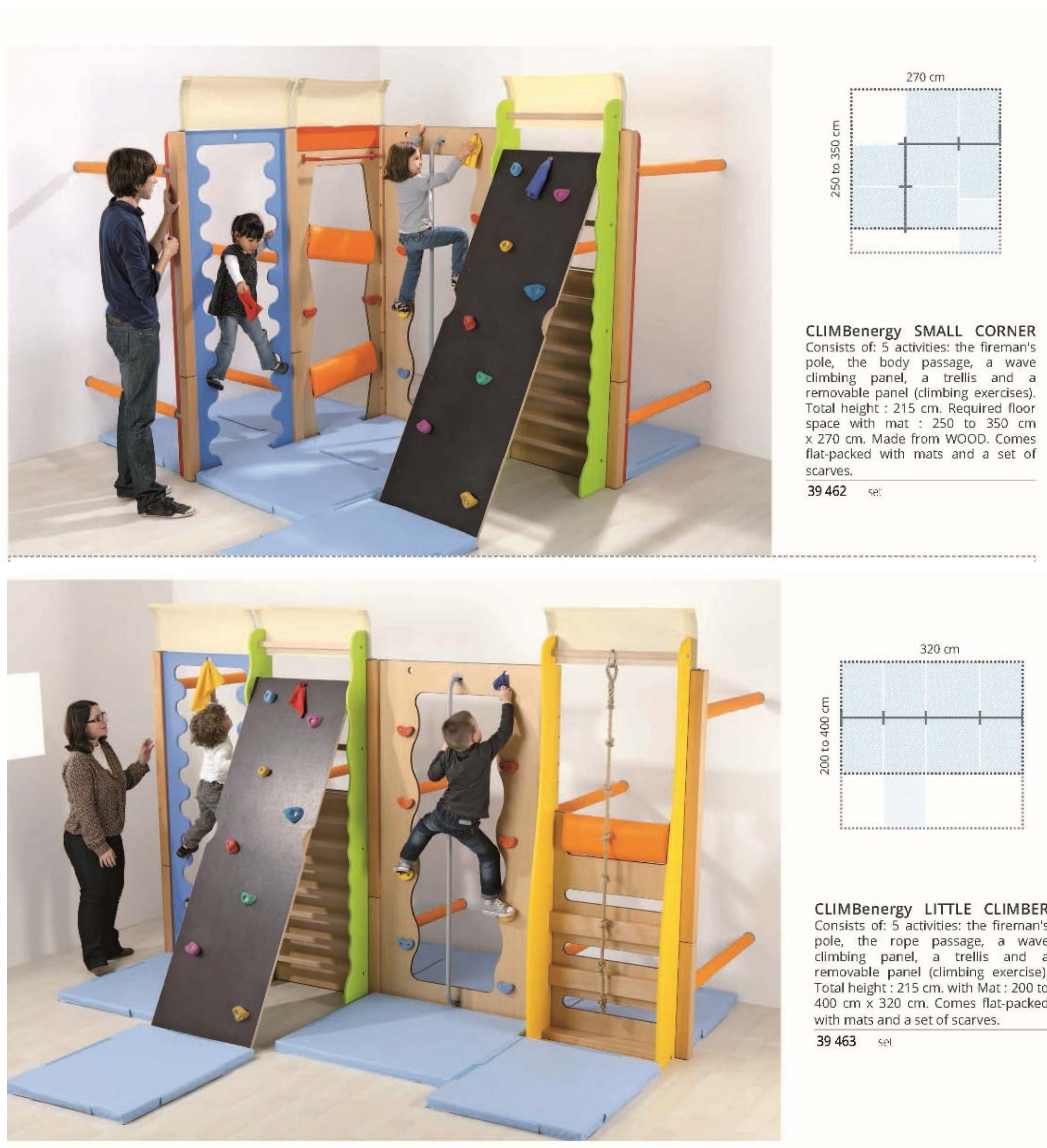 270 cm
250 to 350 cm
CLIMBenergy SMALL CORNER
Consists of: 5 activities: the fireman's
pole, the body passage, a wave
climbing panel, a trellis and a
removable panel (climbing exercises).
Total height : 215 cm. Required floor
space with mat : 250 to 350 cm
x 270 cm. Made from WOOD. Comes
flat-packed with mats and a set of
scarves.
39 462 set
320 cm
200 to 400 cm
CLIMBenergy LITTLE CLIMBER
Consists of: 5 activities: the fireman's
pole, the rope passage, a wave
climbing panel, a trellis and a
removable panel (climbing exercise)
Total height : 215 cm. with Mat : 200 to
400 cm x 320 cm. Comes flat-packed
with mats and a set of scarves.
39 463 set